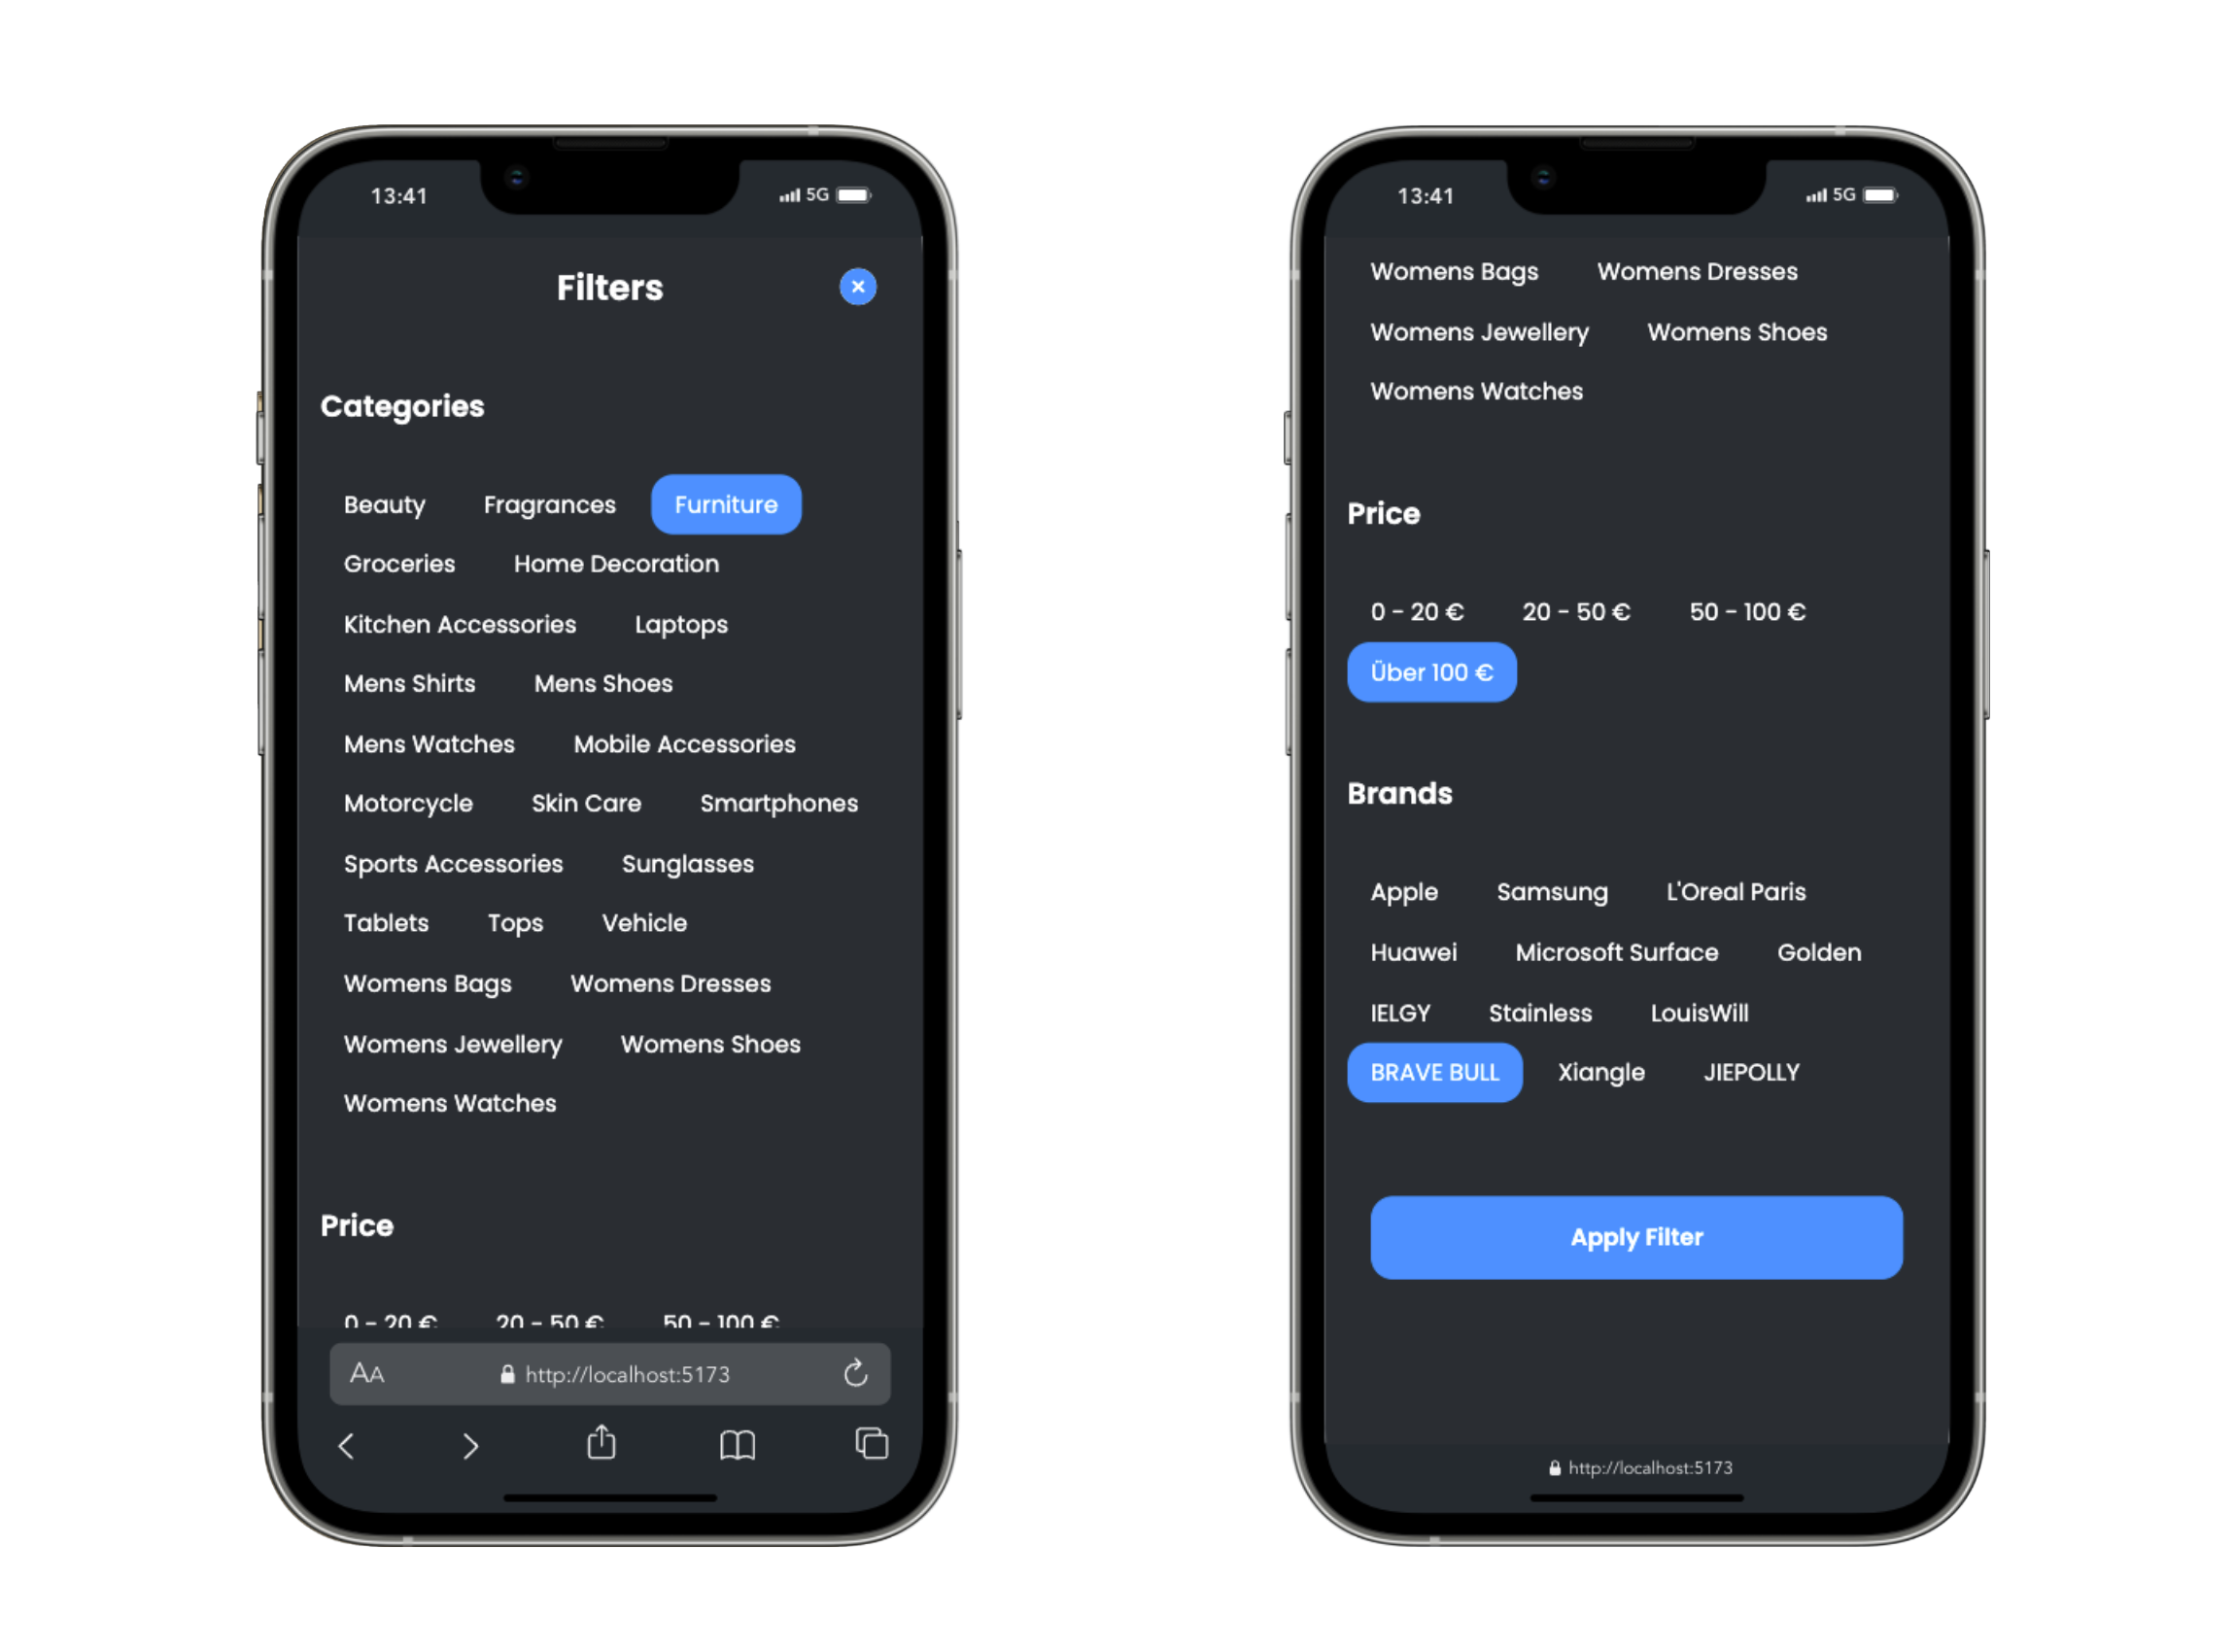 13:41 5G
Filters
Categories
Beauty Fragrances Furniture
Groceries Home Decoration
Kitchen Accessories Laptops
Mens Shirts Mens Shoes
Mens Watches Mobile Accessories
Motorcycle Skin Care Smartphones
Sports Accessories Sunglasses
Tablets Tops Vehicle
Womens Bags Womens Dresses
Womens Jewellery Womens Shoes
Womens Watches
Price
0 - 20 € 20 - 50 € 50 - 100 €
AA http://localhost:5173
13:41 5G
Womens Bags Womens Dresses
Womens Jewellery Womens Shoes
Womens Watches
Price
0 - 20 € 20 - 50 € 50 - 100 €
Über 100 €
Brands
Apple Samsung L'Oreal Paris
Huawei Microsoft Surface Golden
IELGY Stainless LouisWill
BRAVE BULL Xiangle JIEPOLLY
Apply Filter
http://localhost:5173